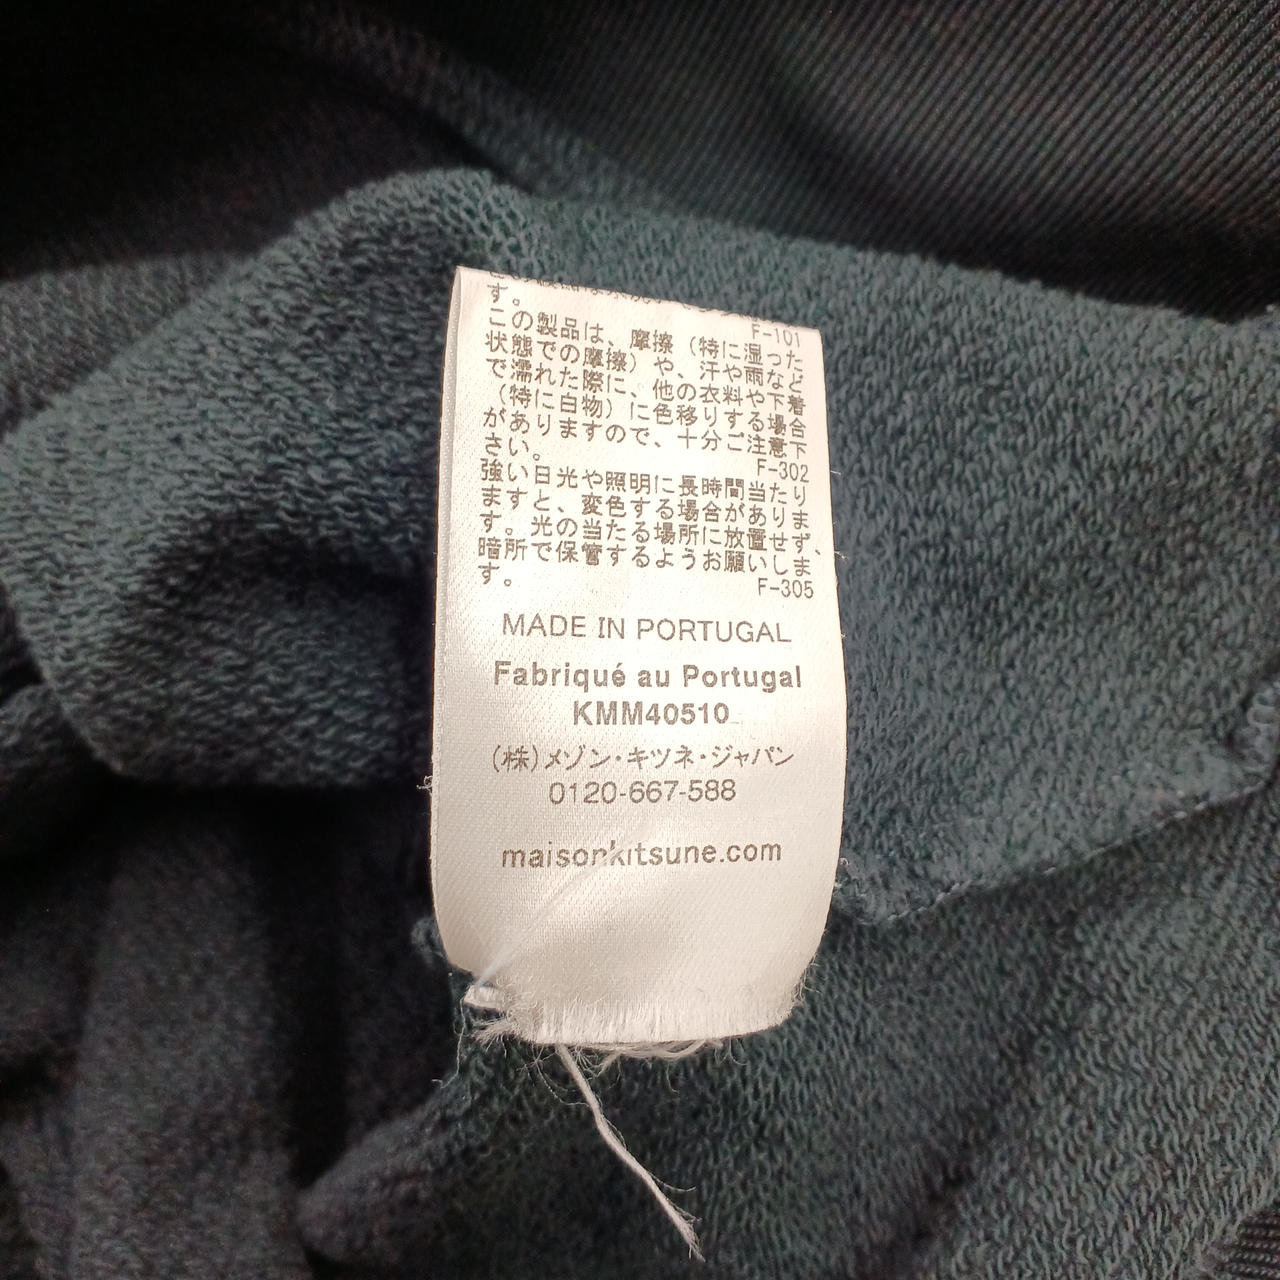 す。
F-101
この製品は、摩擦（特に湿った
状態での摩擦）や、汗や雨など
で濡れた際に、他の衣料や下着
（特に白物）に色移りする場合
がありますので、十分ご注意下
さい。
F-302
強い日光や照明に長時間当たり
ますと、変色する場合がありま
す。光の当たる場所に放置せず、
暗所で保管するようお願いしま
す。
F-305
MADE IN PORTUGAL
Fabriqué au Portugal
KMM40510
(株)メゾン・キツネ・ジャパン
0120-667-588
maisonkitsune.com